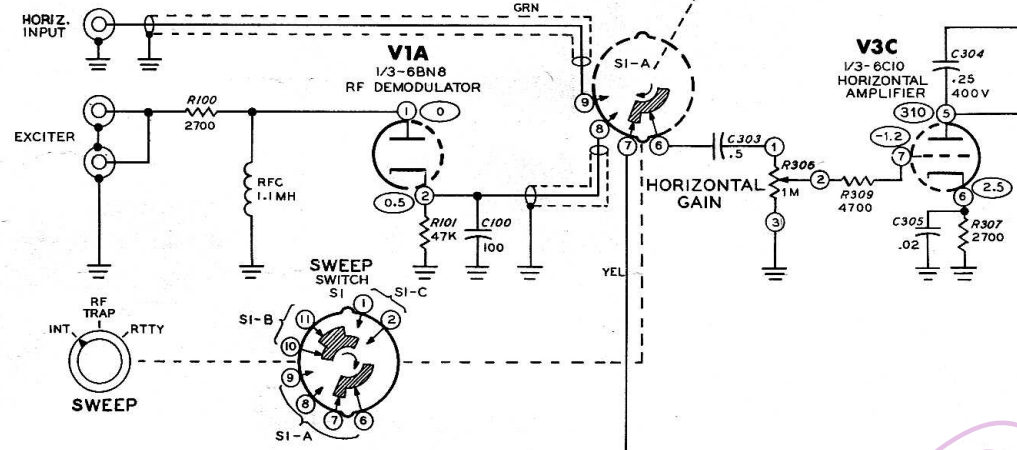 HORIZ.
INPUT
GRN
V1A
1/3-6BN8
RF DEMODULATOR
1
0
EXCITER
R100
2700
RFC
1.1MH
2
0.5
R101
47K
C100
100
S1-A
9
8
7
6
V3C
1/3-6C10
HORIZONTAL
AMPLIFIER
C304
.25
400V
310
5
-1.2
7
2.5
6
C303
.5
1
R306
1M
2
3
HORIZONTAL
GAIN
R309
4700
C305
.02
R307
2700
YEL
SWEEP
SWITCH
S1
S1-C
S1-B
11
1
2
10
9
8
7
6
S1-A
RF
TRAP
INT
RTTY
SWEEP